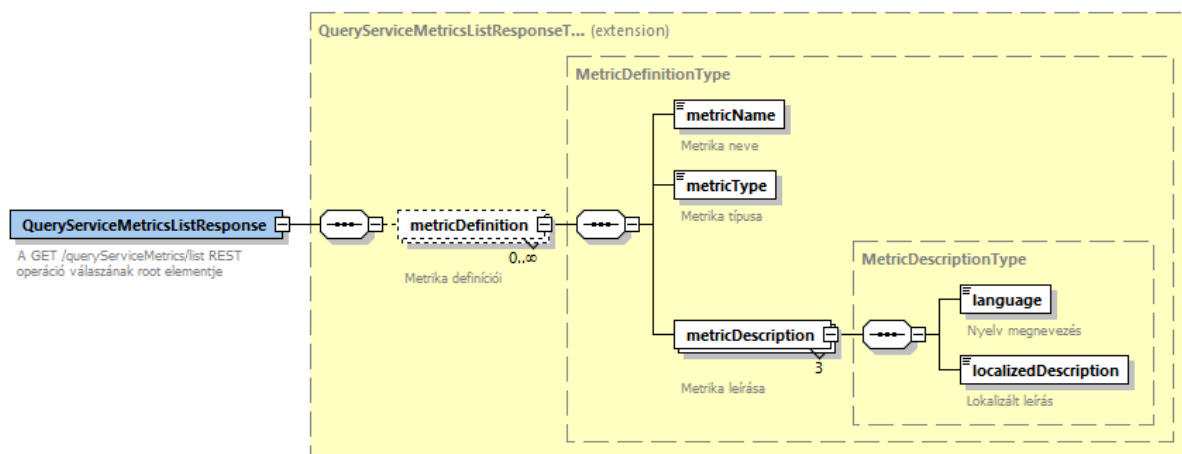 QueryServiceMetricsListResponseT... (extension)
MetricDefinitionType
metricName
Metrika neve
metricType
Metrika típusa
QueryServiceMetricsListResponse
A GET /queryServiceMetrics/list REST
operáció válaszának root elementje
metricDefinition
0..∞
Metrika definíciói
MetricDescriptionType
language
Nyelv megnevezés
metricDescription
3
Metrika leírása
localizedDescription
Lokalizált leírás